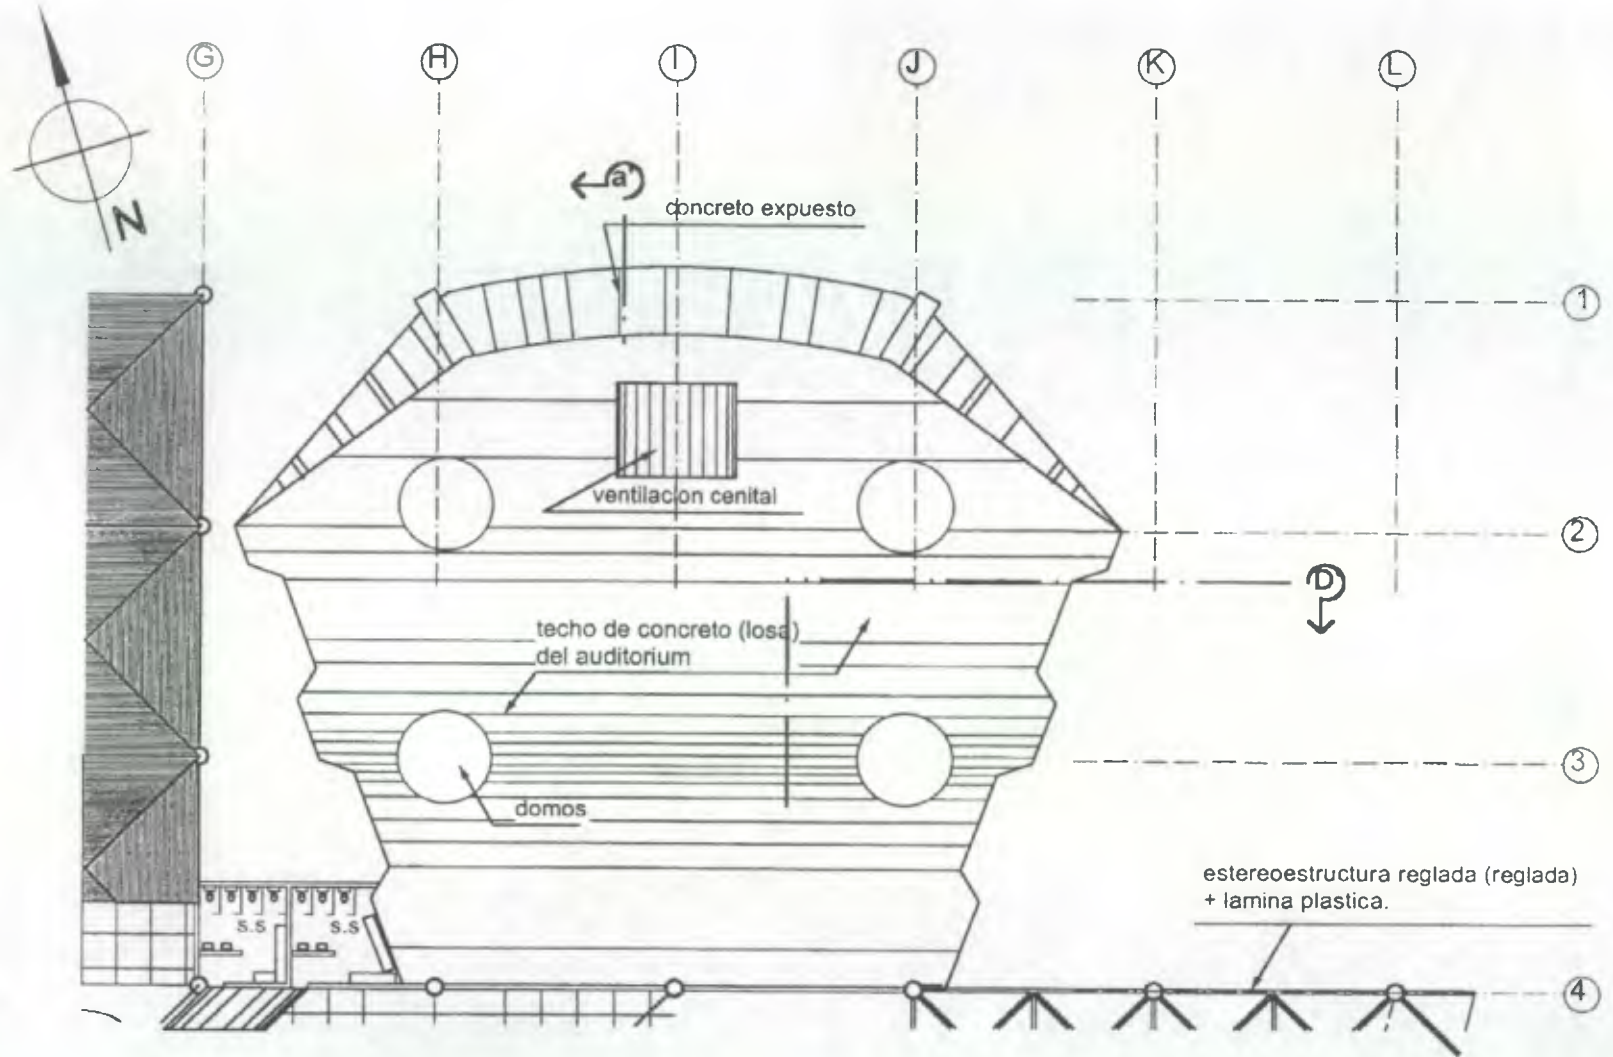 G
H
I
J
K
L
N
a'
concreto expuesto
1
ventilacion cenital
2
D
techo de concreto (losa)
del auditorium
3
domos
estereoestructura reglada (reglada)
+ lamina plastica.
s.s
s.s
4